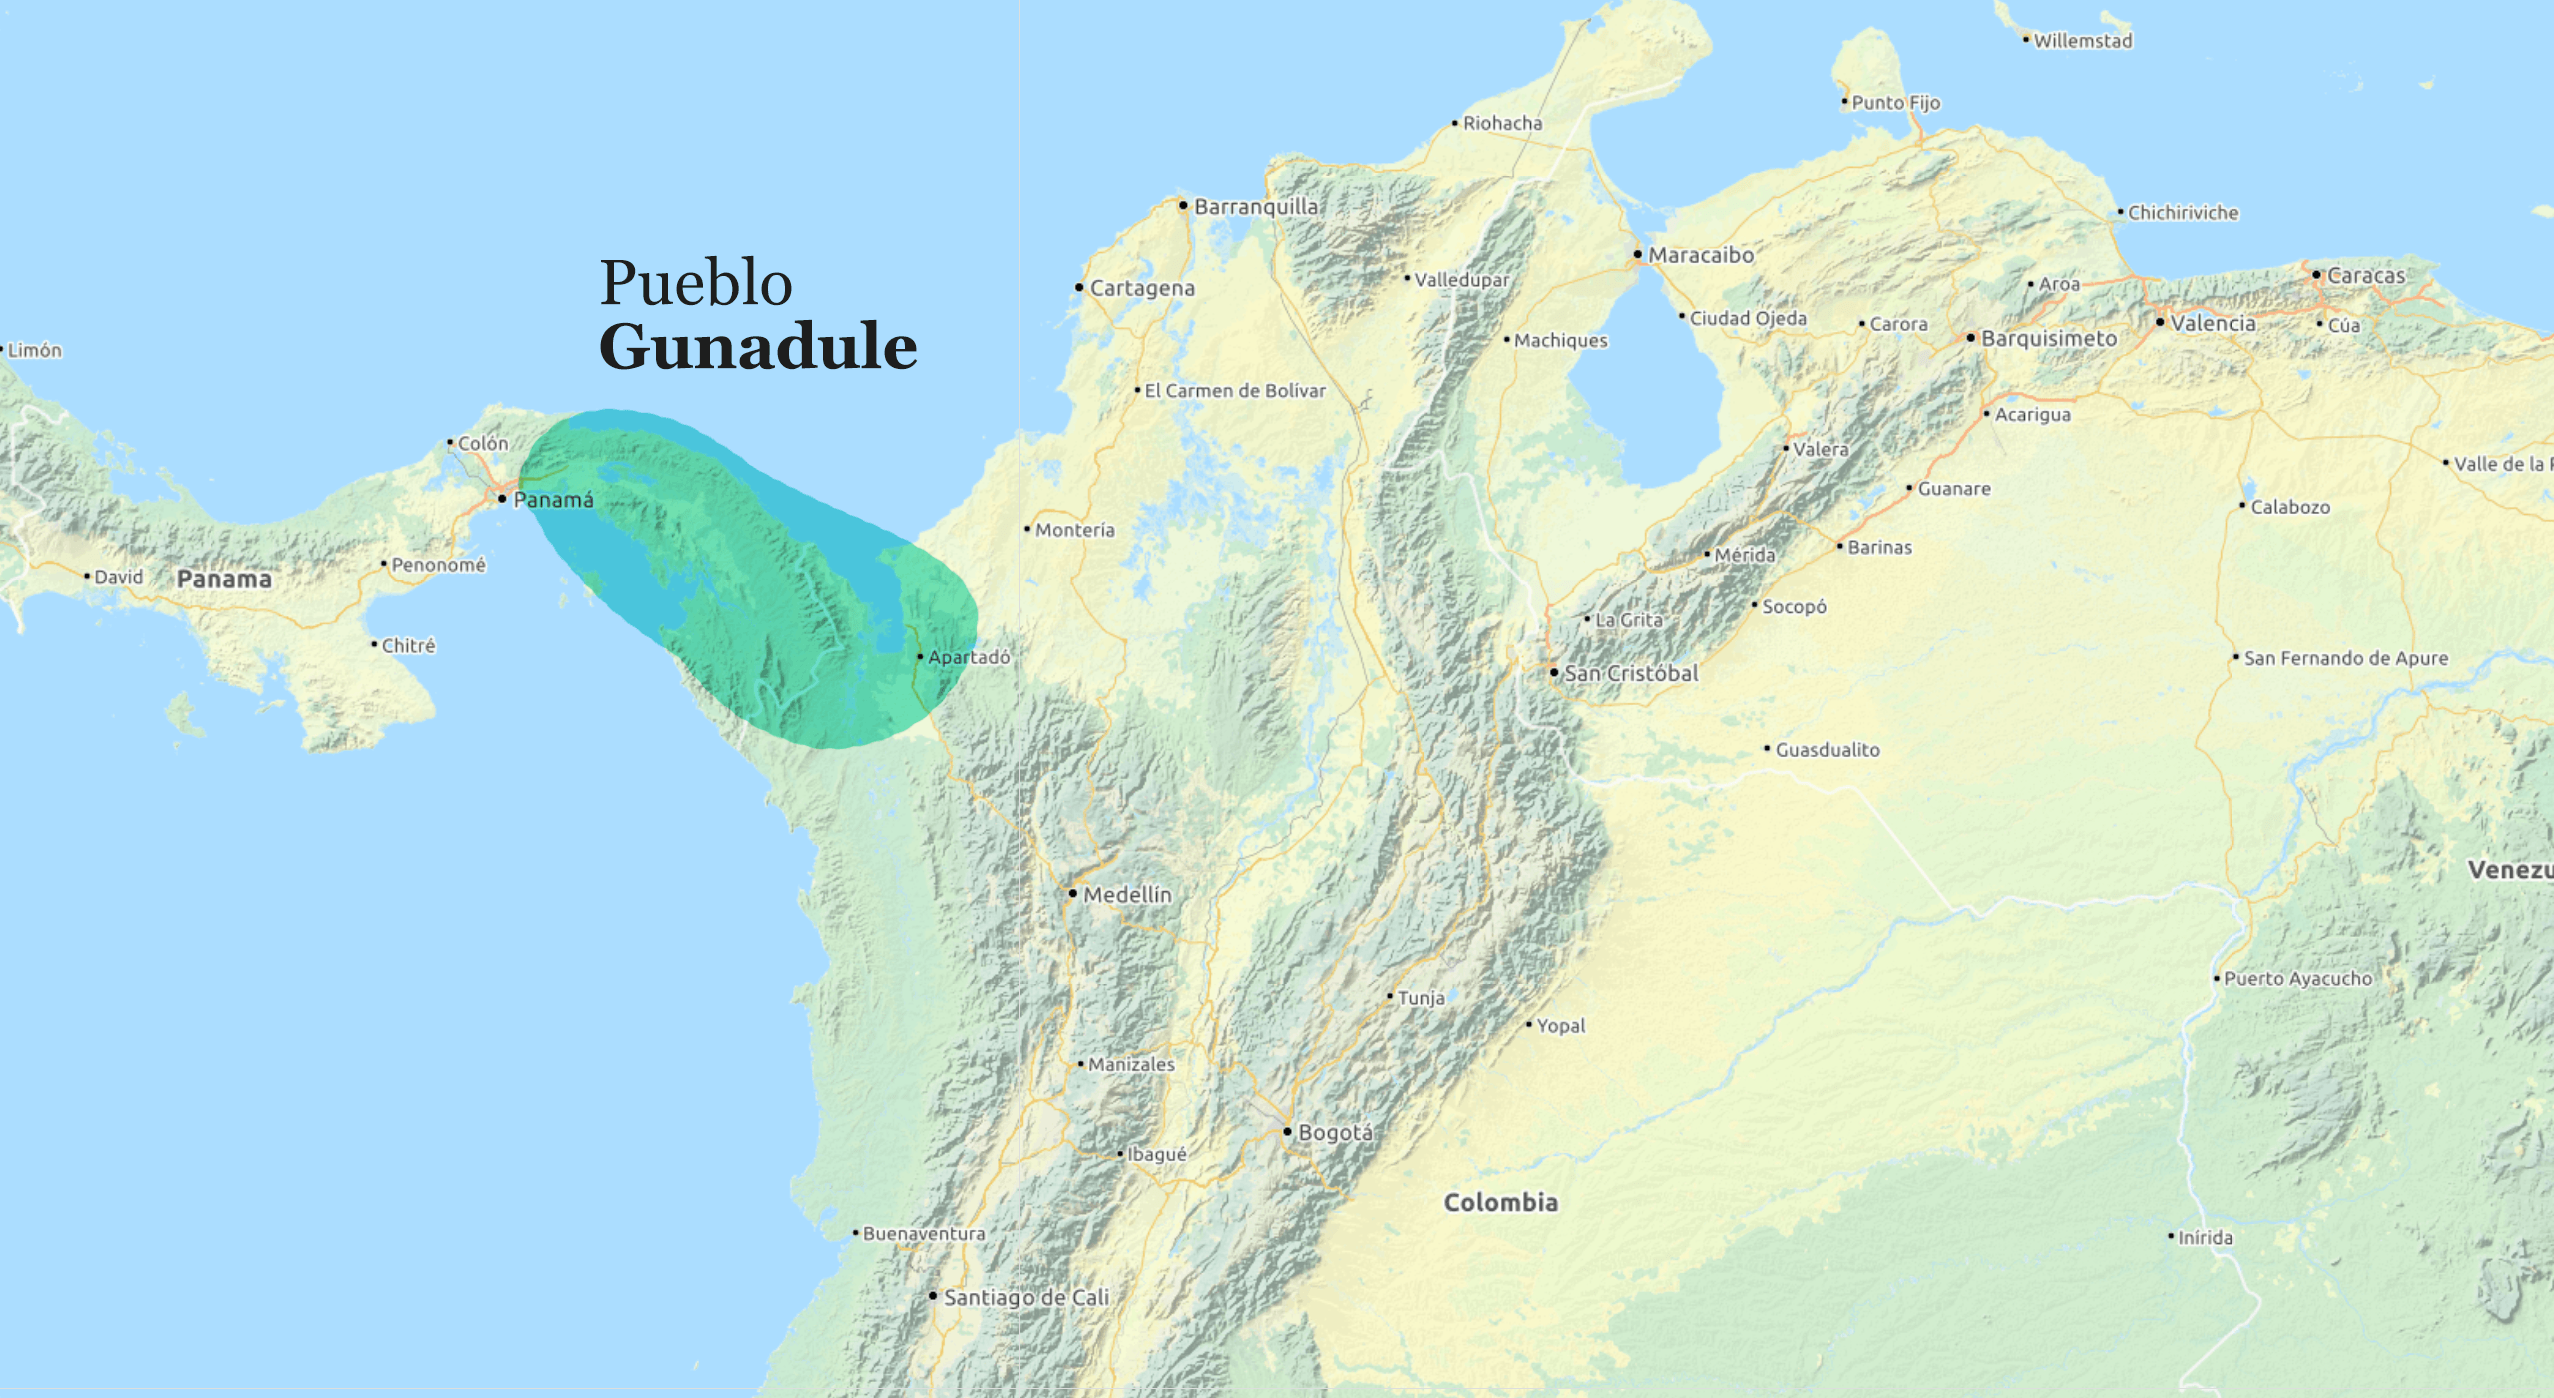 Willemstad
Punto Fijo
Riohacha
Barranquilla
Chichiriviche
Maracaibo
Pueblo
Gunadule
Valledupar
Cartagena
Aroa
Caracas
Ciudad Ojeda
Carora
Valencia
Cúa
Machiques
Barquisimeto
Limón
El Carmen de Bolívar
Acarigua
Colón
Valera
Valle de la P
Guanare
Panamá
Calabozo
Montería
Barinas
Mérida
Penonomé
David
Panama
Socopó
La Grita
Chitré
Apartadó
San Fernando de Apure
San Cristóbal
Guasdualito
Venezu
Medellín
Puerto Ayacucho
Tunja
Yopal
Manizales
Bogotá
Ibagué
Colombia
Buenaventura
Inírida
Santiago de Cali